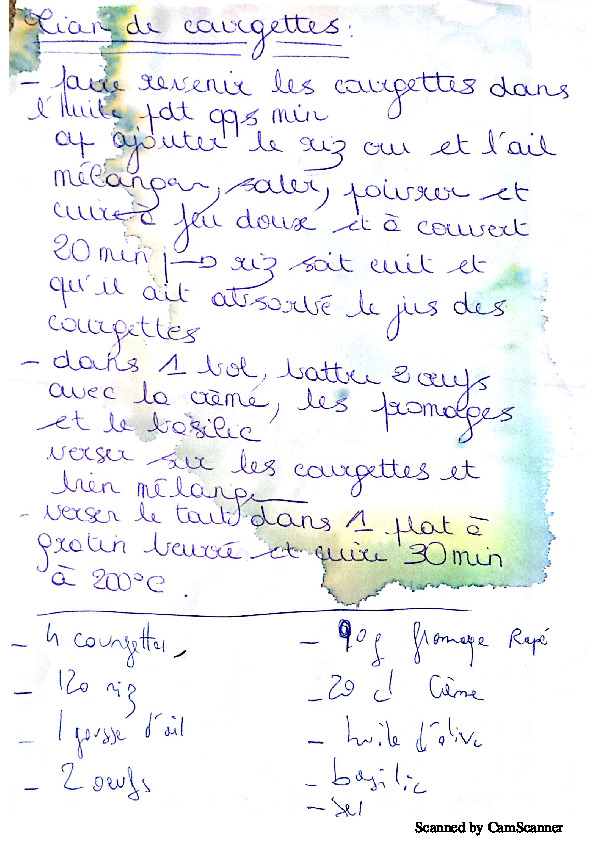 Tian de courgettes:
- faire revenir les courgettes dans
l'huile pdt qqs min
ap ajouter le riz cru et l'ail
mélanger, saler, poivrer et
cuire à feu doux et à couvert
20 min j → riz soit cuit et
qu'il ait absorbé le jus des
courgettes
- dans 1 bol, battre 2 œufs
avec la crème, les fromages
et le basilic
verser sur les courgettes et
bien mélanger
- verser le tout dans 1 plat à
gratin beurré et cuire 30 min
à 200°C.
- 4 courgettes,
- 120 riz
- 1 gousse d'ail
- 2 oeufs
- 90g fromage Rapé
- 20 cl Crème
- huile d'olive
- basilic
- sel
Scanned by CamScanner